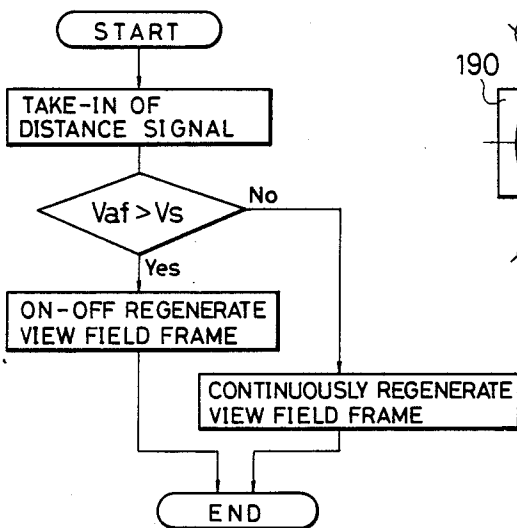 START
190
TAKE-IN OF
DISTANCE SIGNAL
Vaf>Vs
No
Yes
ON-OFF REGENERATE
VIEW FIELD FRAME
CONTINUOUSLY REGENERATE
VIEW FIELD FRAME
END